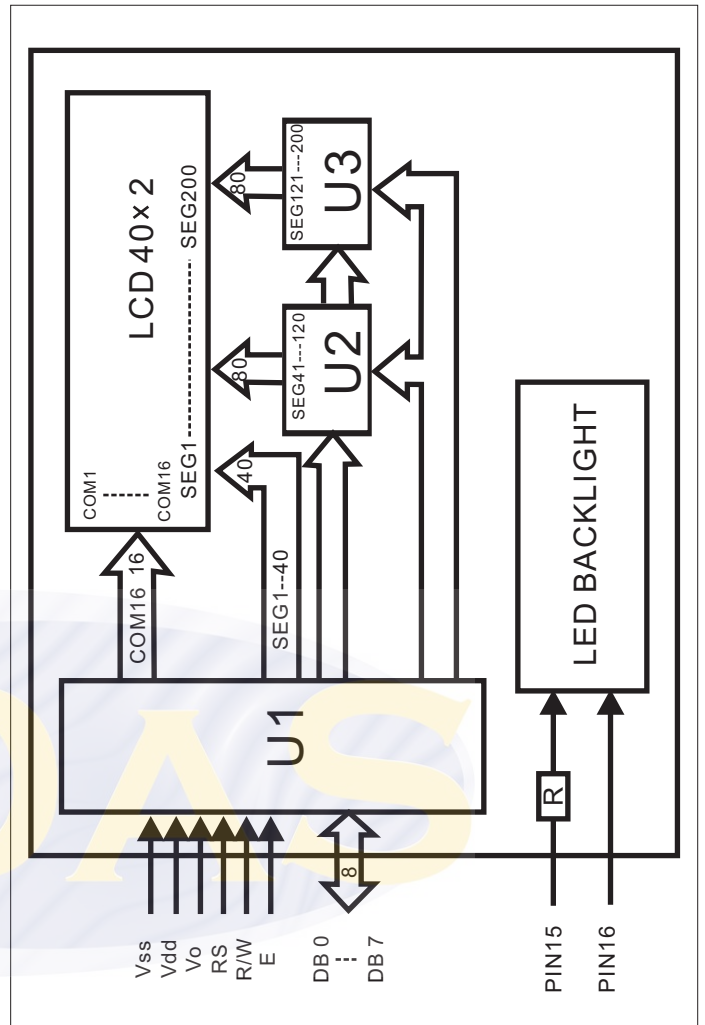 LCD 40× 2
COM1
COM16
SEG1
SEG200
COM16 16
SEG1--40
40
80
80
SEG41---120
U2
SEG121---200
U3
U1
Vss
Vdd
Vo
RS
R/W
E
DB 0
DB 7
8
LED BACKLIGHT
R
PIN15
PIN16
DAS